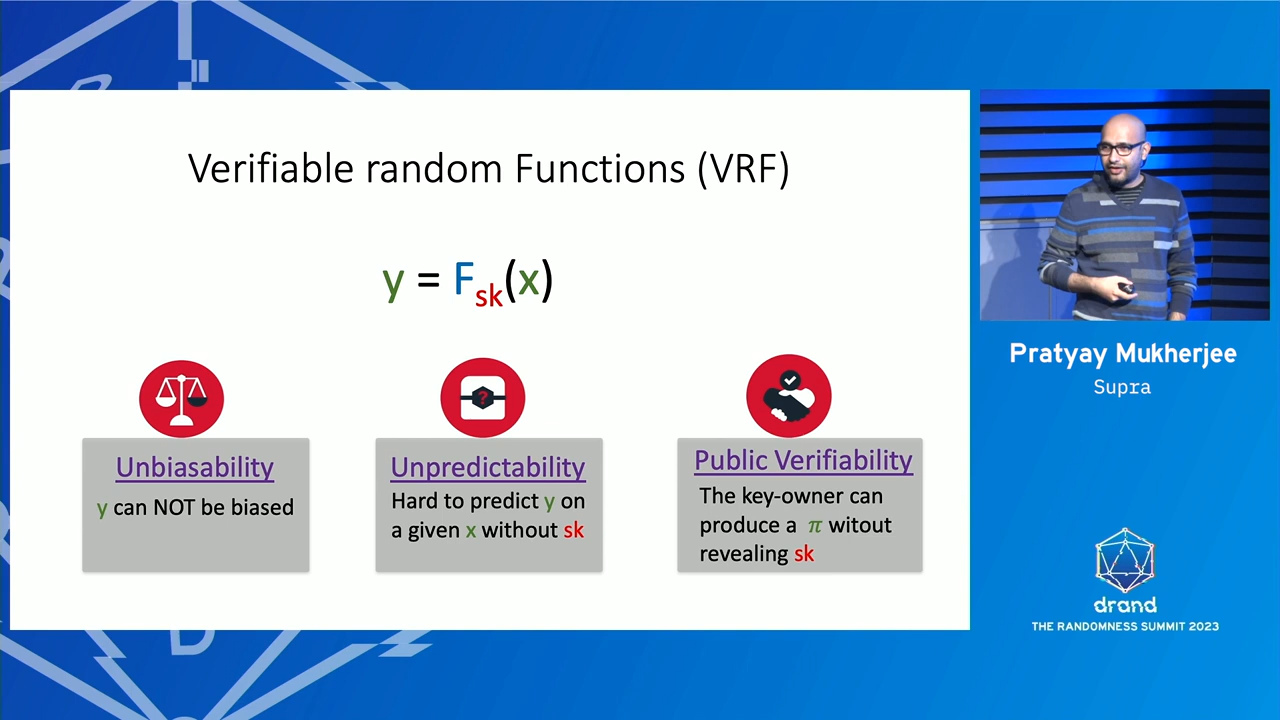 Verifiable random Functions (VRF)
y = Fsk(x)
?
Unbiasability
y can NOT be biased
Unpredictability
Hard to predict y on
a given x without sk
Public Verifiability
The key-owner can
produce a π witout
revealing sk
Pratyay Mukherjee
Supra
drand
THE RANDOMNESS SUMMIT 2023